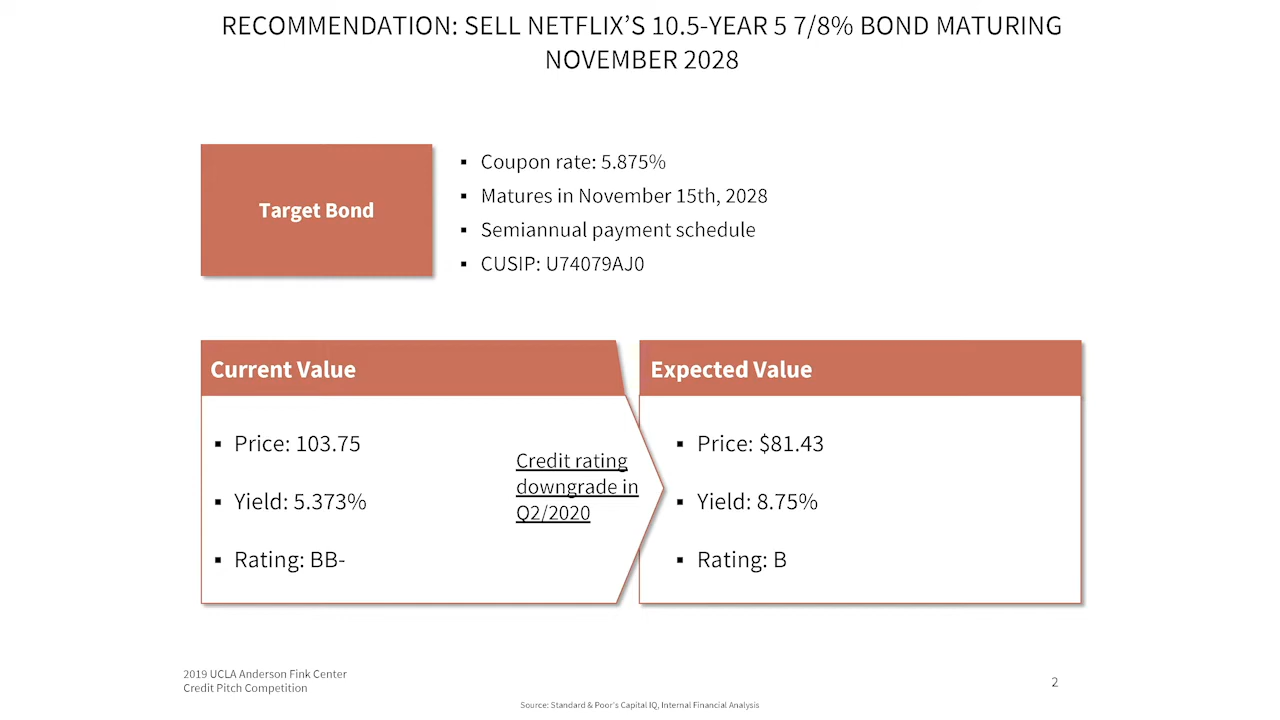 RECOMMENDATION: SELL NETFLIX’S 10.5-YEAR 5 7/8% BOND MATURING
NOVEMBER 2028
Target Bond
▪ Coupon rate: 5.875%
▪ Matures in November 15th, 2028
▪ Semiannual payment schedule
▪ CUSIP: U74079AJ0
Current Value
▪ Price: 103.75
▪ Yield: 5.373%
▪ Rating: BB-
Credit rating
downgrade in
Q2/2020
Expected Value
▪ Price: $81.43
▪ Yield: 8.75%
▪ Rating: B
2019 UCLA Anderson Fink Center
Credit Pitch Competition
2
Source: Standard & Poor's Capital IQ, Internal Financial Analysis